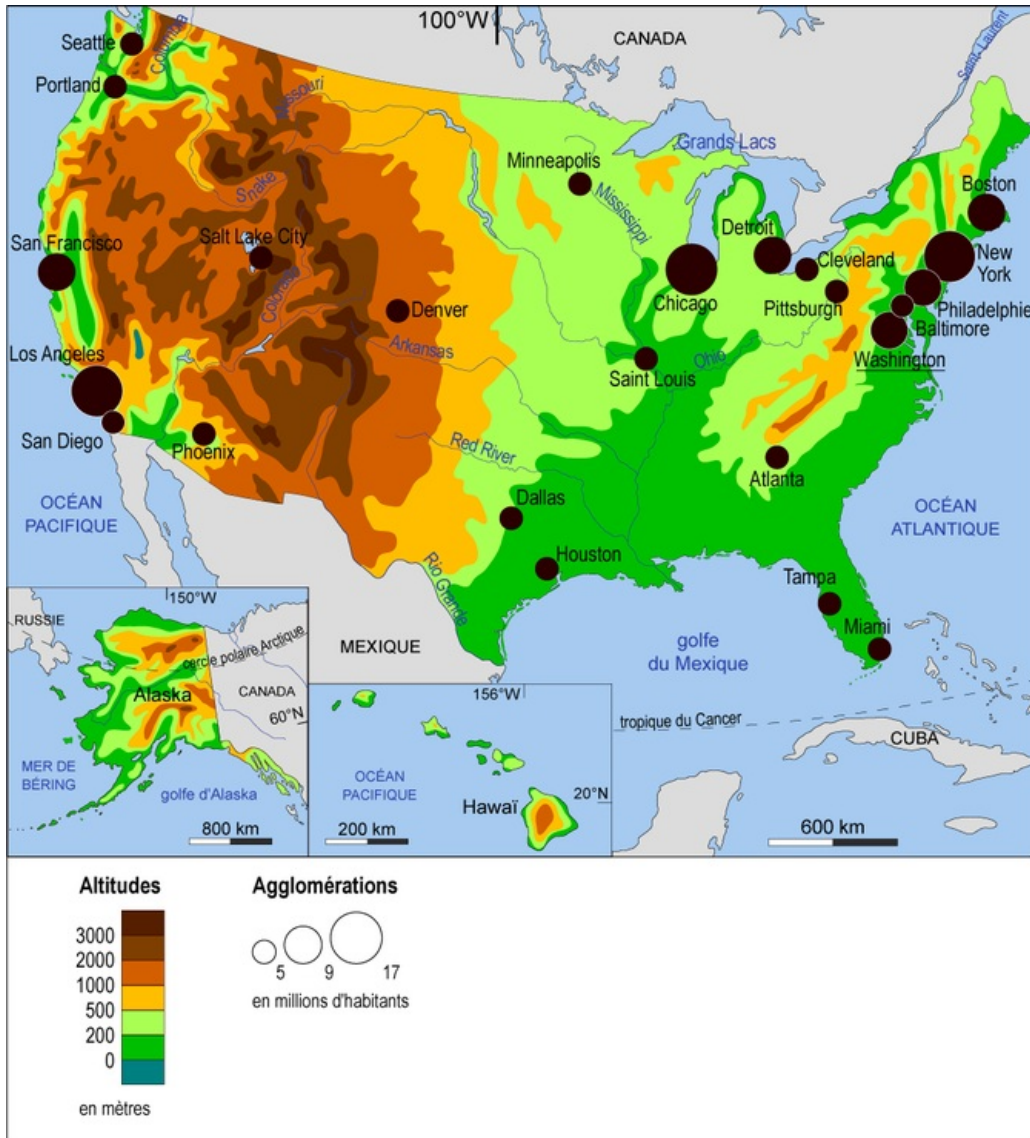 100°W
CANADA
Saint-Laurent
Seattle
Columbia
Portland
Missouri
Grands Lacs
Minneapolis
Mississippi
Boston
Snake
Detroit
San Francisco
Salt Lake City
Cleveland
New
York
Colorado
Chicago
Pittsburgh
Philadelphie
Denver
Baltimore
Los Angeles
Arkansas
Ohio
Washington
Saint Louis
San Diego
Phoenix
Red River
Atlanta
OCÉAN
PACIFIQUE
Dallas
OCÉAN
ATLANTIQUE
Houston
Tampa
Rio Grande
Miami
MEXIQUE
golfe
du Mexique
150°W
RUSSIE
cercle polaire Arctique
Alaska
CANADA
60°N
MER DE
BÉRING
golfe d'Alaska
800 km
156°W
OCÉAN
PACIFIQUE
Hawaï
20°N
200 km
tropique du Cancer
CUBA
600 km
Altitudes
3000
2000
1000
500
200
0
en mètres
Agglomérations
5
9
17
en millions d'habitants